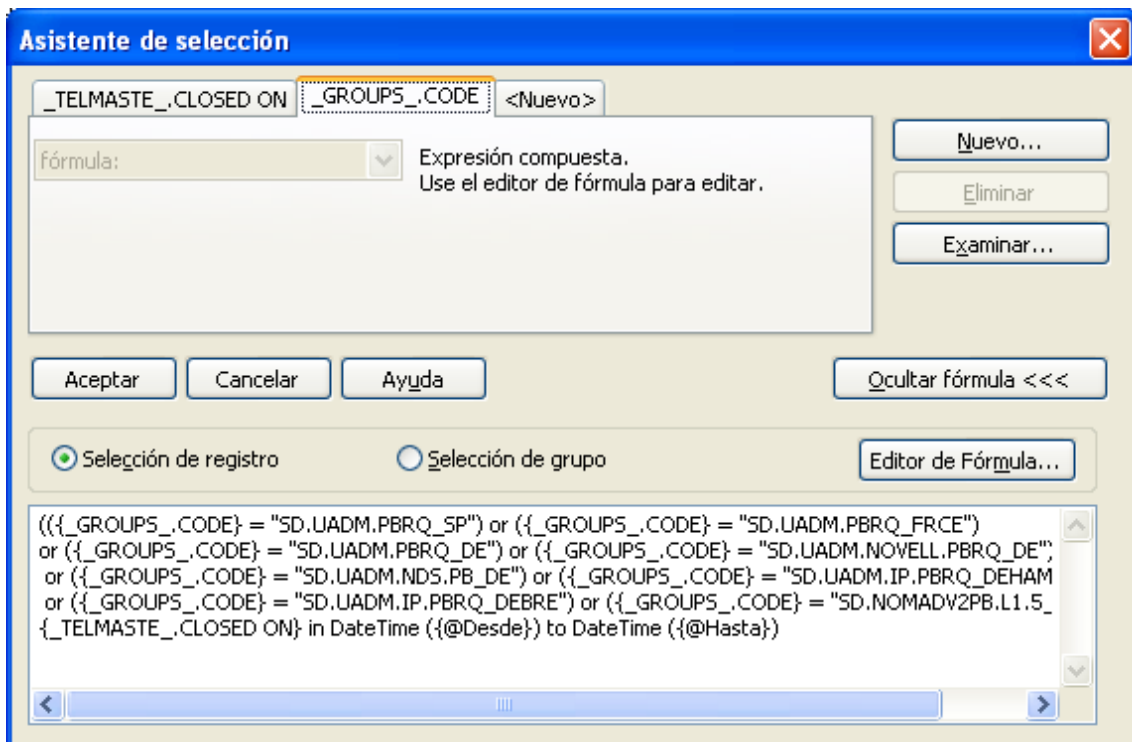 Asistente de selección
_TELMASTE_.CLOSED ON _GROUPS_.CODE <Nuevo>
fórmula:
Expresión compuesta.
Use el editor de fórmula para editar.
Nuevo...
Eliminar
Examinar...
Aceptar Cancelar Ayuda Ocultar fórmula <<<
Selección de registro Selección de grupo Editor de Fórmula...
(({_GROUPS_.CODE} = "SD.UADM.PBRQ_SP") or ({_GROUPS_.CODE} = "SD.UADM.PBRQ_FRCE")
or ({_GROUPS_.CODE} = "SD.UADM.PBRQ_DE") or ({_GROUPS_.CODE} = "SD.UADM.NOVELL.PBRQ_DE"
or ({_GROUPS_.CODE} = "SD.UADM.NDS.PB_DE") or ({_GROUPS_.CODE} = "SD.UADM.IP.PBRQ_DEHAM
or ({_GROUPS_.CODE} = "SD.UADM.IP.PBRQ_DEBRE") or ({_GROUPS_.CODE} = "SD.NOMADV2PB.L1.5_
{_TELMASTE_.CLOSED ON} in DateTime ({@Desde}) to DateTime ({@Hasta})